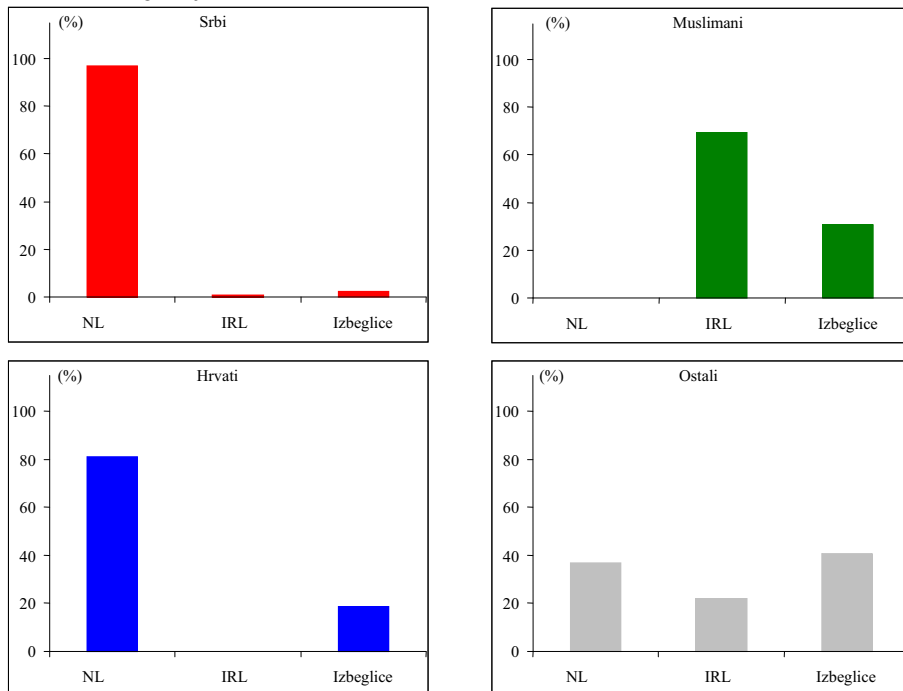 (%)
Srbi
100
80
60
40
20
0
NL
IRL
Izbeglice
(%)
Muslimani
100
80
60
40
20
0
NL
IRL
Izbeglice
(%)
Hrvati
100
80
60
40
20
0
NL
IRL
Izbeglice
(%)
Ostali
100
80
60
40
20
0
NL
IRL
Izbeglice